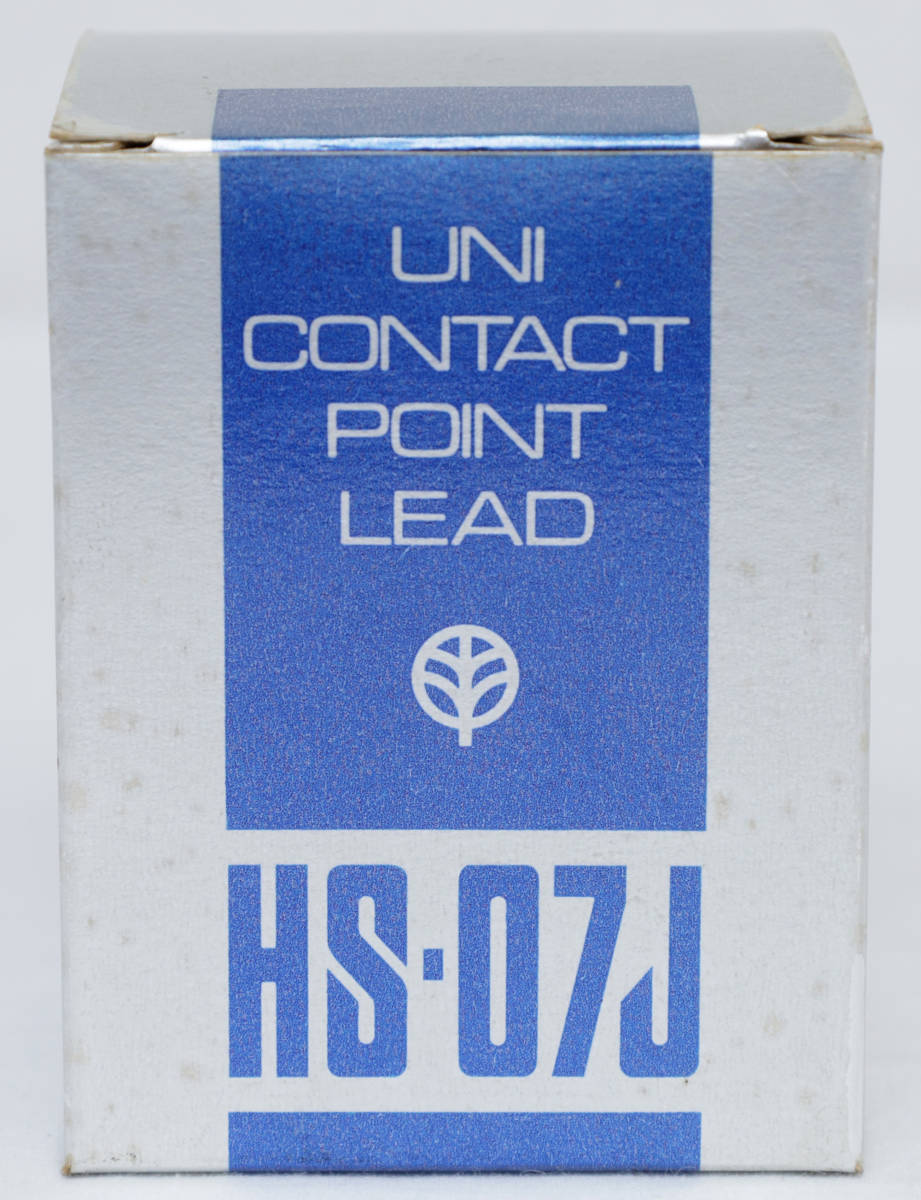 UNI
CONTACT
POINT
LEAD
HS-07J